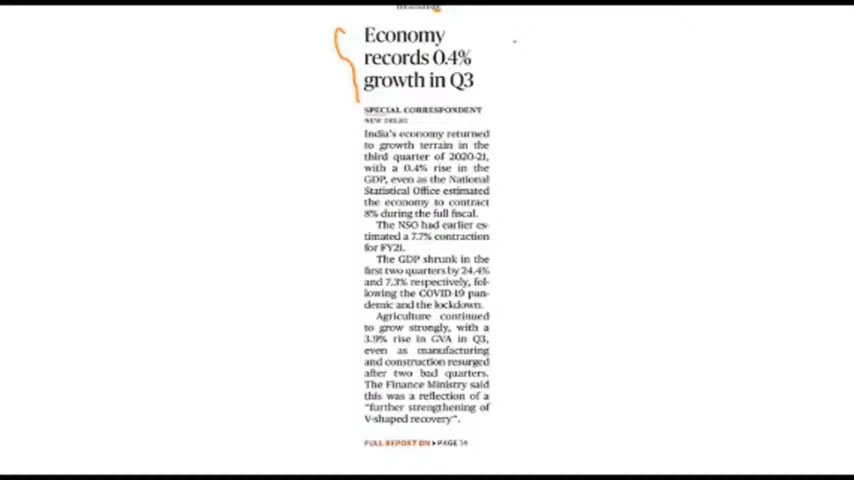 Economy
records 0.4%
growth in Q3
SPECIAL CORRESPONDENT
NEW DELHI
India's economy returned
to growth terrain in the
third quarter of 2020-21,
with a 0.4% rise in the
GDP, even as the National
Statistical Office estimated
the economy to contract
8% during the full fiscal.
The NSO had earlier es-
timated a 7.7% contraction
for FY21.
The GDP shrunk in the
first two quarters by 24.4%
and 7.3% respectively, fol-
lowing the COVID-19 pan-
demic and the lockdown.
Agriculture continued
to grow strongly, with a
3.9% rise in GVA in Q3,
even as manufacturing
and construction resurged
after two bad quarters.
The Finance Ministry said
this was a reflection of a
"further strengthening of
V-shaped recovery".
FULL REPORT ON ▸ PAGE 14